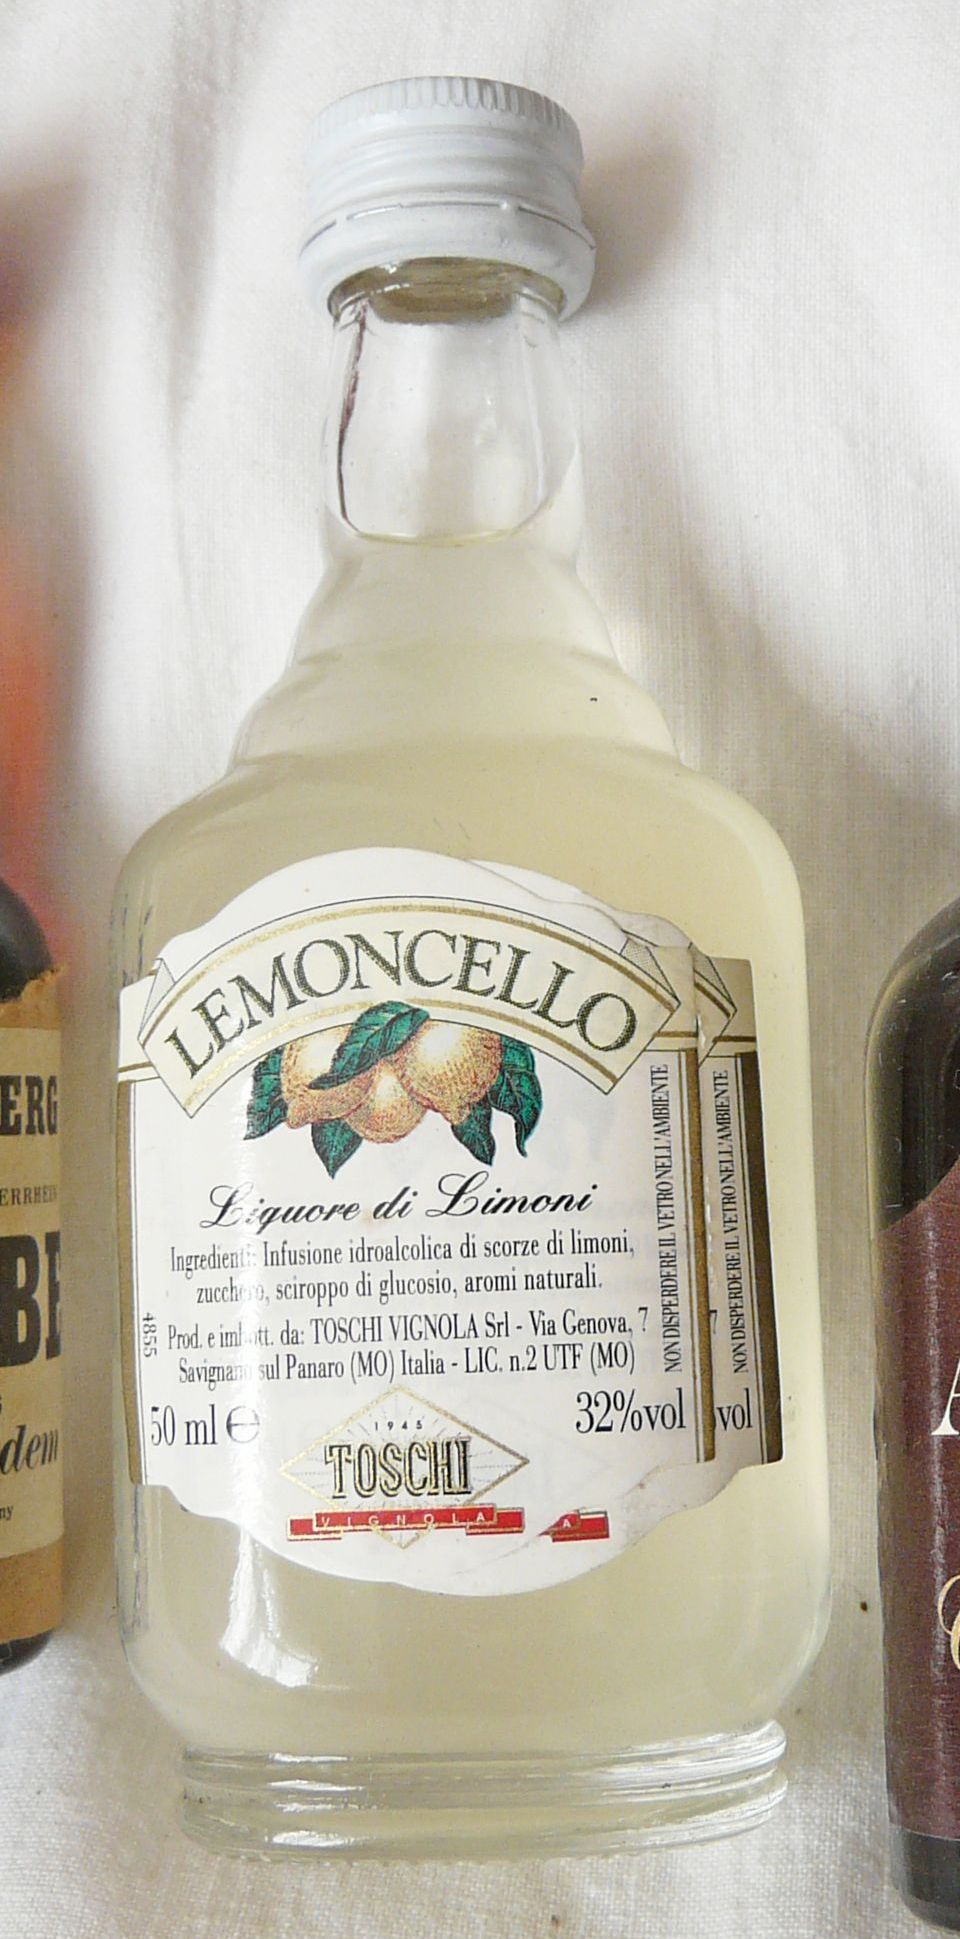 LEMONCELLO
Liquore di Limoni
Ingredienti: Infusione idroalcolica di scorze di limoni,
zucchero, sciroppo di glucosio, aromi naturali.
Prod. e imbott. da: TOSCHI VIGNOLA Srl - Via Genova, 7
Savignano sul Panaro (MO) Italia - LIC. n.2 UTF (MO)
50 ml e
32%vol
1945
TOSCHI
VIGNOLA
4855
NON DISPERDERE IL VETRO NELL'AMBIENTE
NON DISPERDERE IL VETRO NELL'AMBIENTE
7
vol
A
ERG
ERRHEIN
BE
dem
ny
A